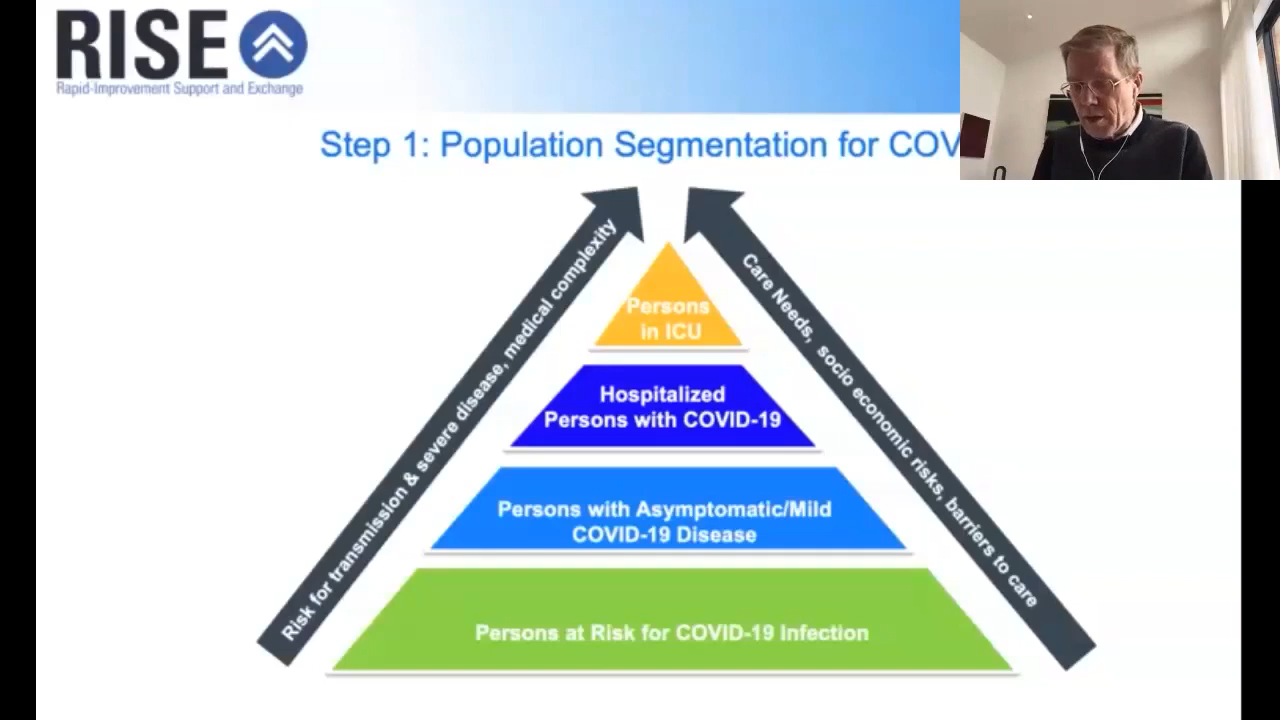 RISE
Rapid-Improvement Support and Exchange
Step 1: Population Segmentation for COV
Risk for transmission & severe disease, medical complexity
Care Needs, socio economic risks, barriers to care
Persons
in ICU
Hospitalized
Persons with COVID-19
Persons with Asymptomatic/Mild
COVID-19 Disease
Persons at Risk for COVID-19 Infection